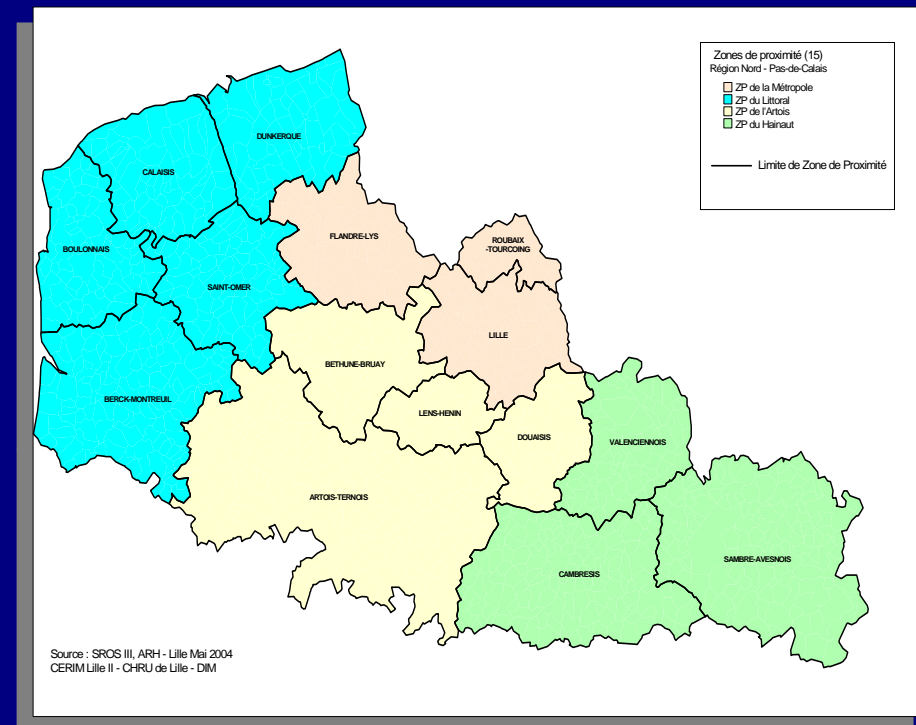 Zones de proximité (15)
Région Nord - Pas-de-Calais
ZP de la Métropole
ZP du Littoral
ZP de l'Artois
ZP du Hainaut
Limite de Zone de Proximité
DUNKERQUE
CALAISIS
FLANDRE-LYS
ROUBAIX
-TOURCOING
BOULONNAIS
SAINT-OMER
LILLE
BETHUNE-BRUAY
BERCK-MONTREUIL
LENS-HENIN
DOUAISIS
VALENCIENNOIS
ARTOIS-TERNOIS
SAMBRE-AVESNOIS
CAMBRESIS
Source : SROS III, ARH - Lille Mai 2004
CERIM Lille II - CHRU de Lille - DIM